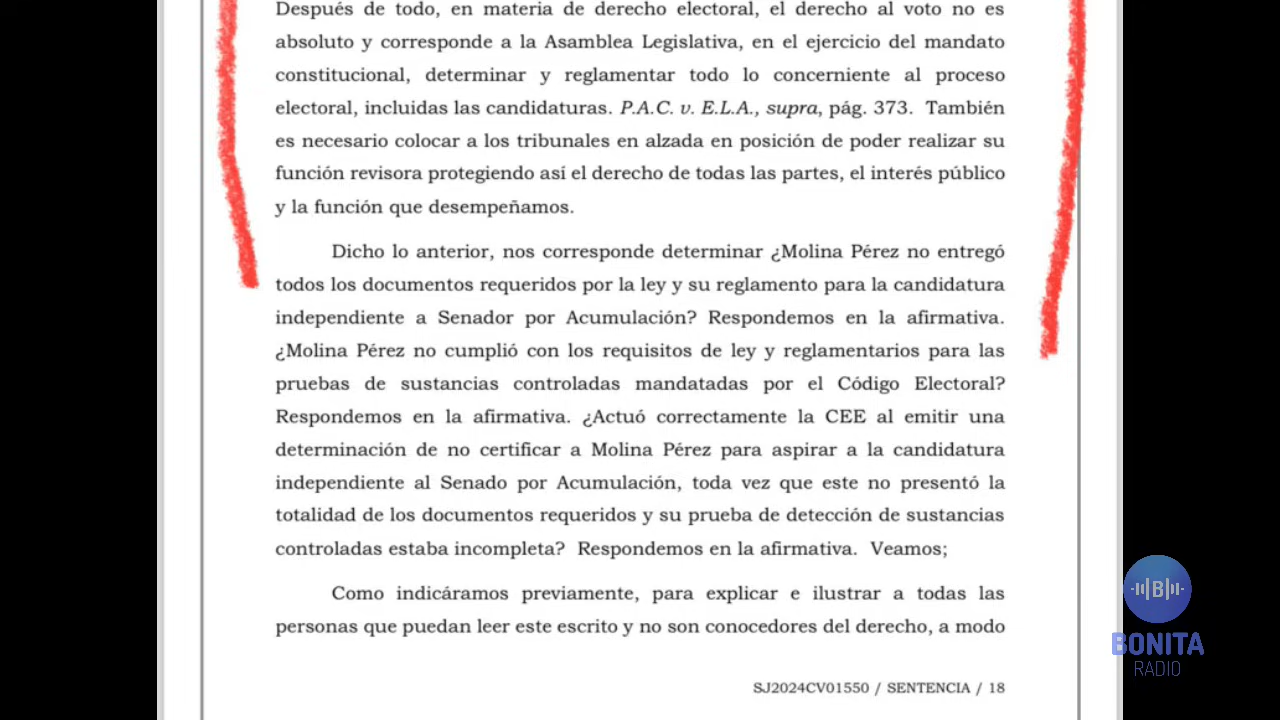 Después de todo, en materia de derecho electoral, el derecho al voto no es
absoluto y corresponde a la Asamblea Legislativa, en el ejercicio del mandato
constitucional, determinar y reglamentar todo lo concerniente al proceso
electoral, incluidas las candidaturas. P.A.C. v. E.L.A., supra, pág. 373. También
es necesario colocar a los tribunales en alzada en posición de poder realizar su
función revisora protegiendo así el derecho de todas las partes, el interés público
y la función que desempeñamos.
Dicho lo anterior, nos corresponde determinar ¿Molina Pérez no entregó
todos los documentos requeridos por la ley y su reglamento para la candidatura
independiente a Senador por Acumulación? Respondemos en la afirmativa.
¿Molina Pérez no cumplió con los requisitos de ley y reglamentarios para las
pruebas de sustancias controladas mandatadas por el Código Electoral?
Respondemos en la afirmativa. ¿Actuó correctamente la CEE al emitir una
determinación de no certificar a Molina Pérez para aspirar a la candidatura
independiente al Senado por Acumulación, toda vez que este no presentó la
totalidad de los documentos requeridos y su prueba de detección de sustancias
controladas estaba incompleta? Respondemos en la afirmativa. Veamos;
Como indicáramos previamente, para explicar e ilustrar a todas las
personas que puedan leer este escrito y no son conocedores del derecho, a modo
SJ2024CV01550 / SENTENCIA / 18
B
BONITA
RADIO